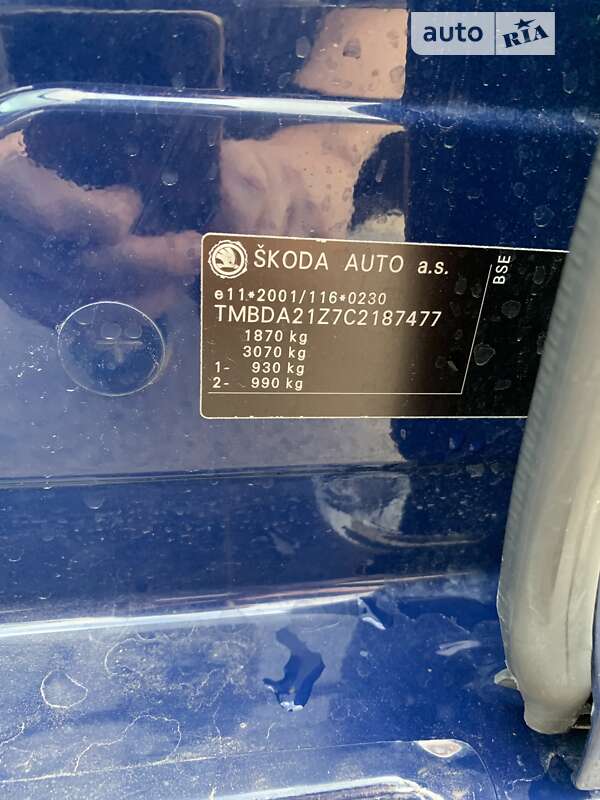 auto RIA
ŠKODA AUTO a.s.
BSE
e11*2001/116*0230
TMBDA21Z7C2187477
1870 kg
3070 kg
1- 930 kg
2- 990 kg